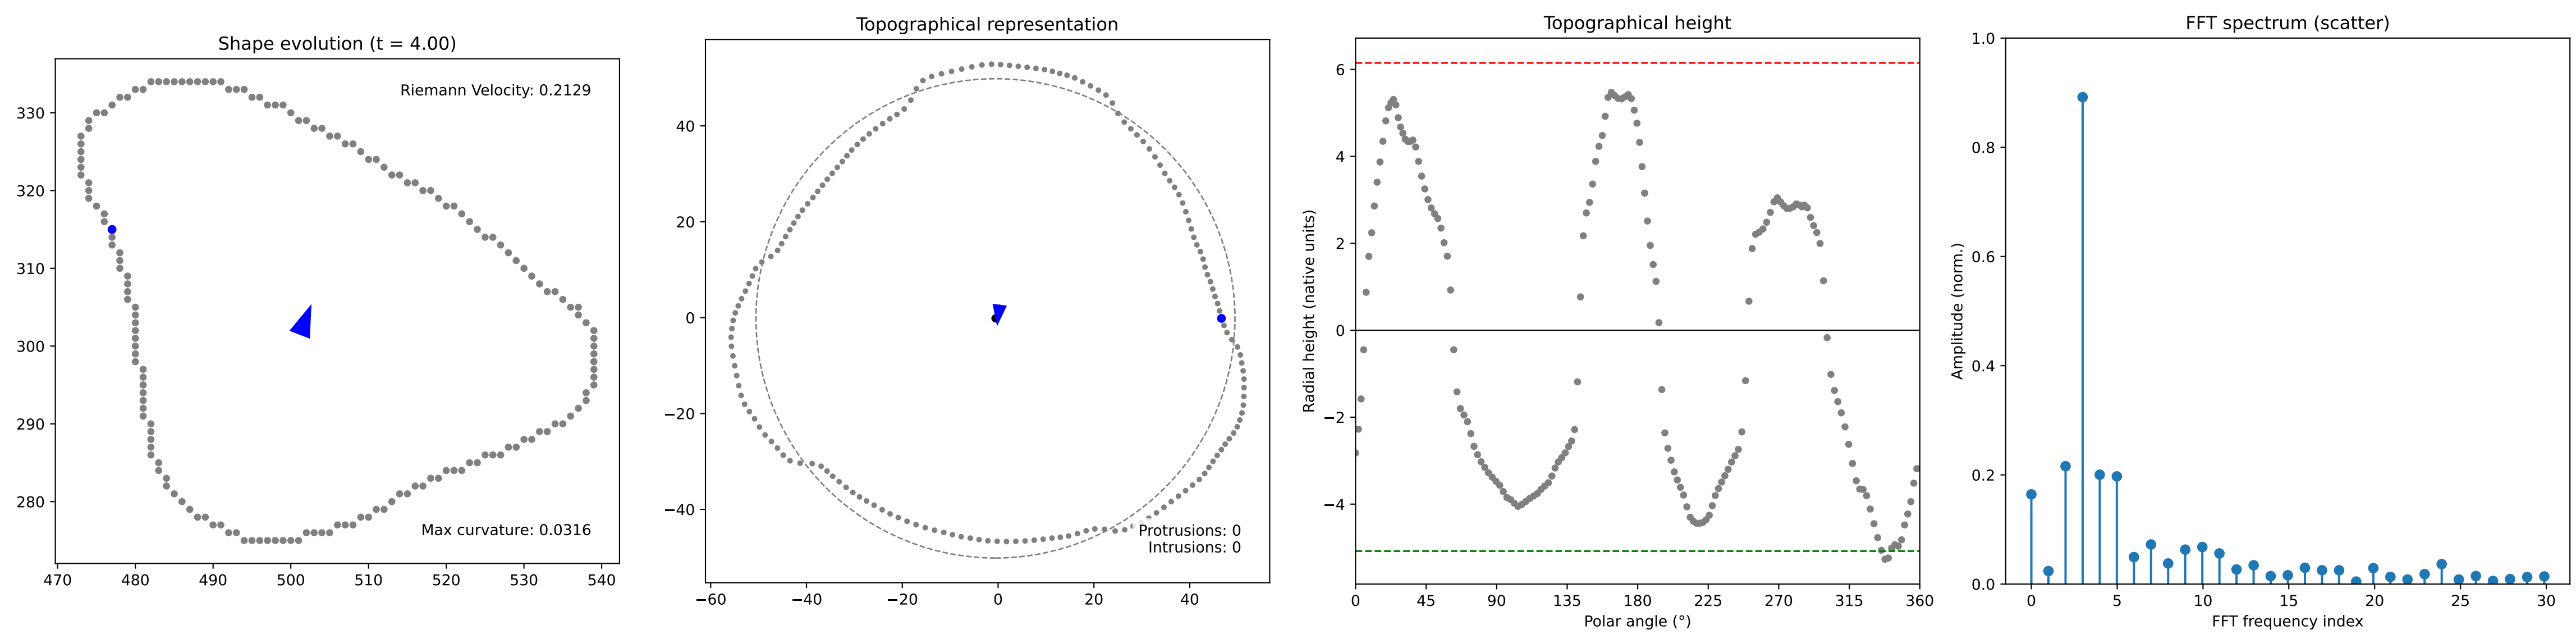 Shape evolution (t = 4.00)
Riemann Velocity: 0.2129
Max curvature: 0.0316
330
320
310
300
290
280
470 480 490 500 510 520 530 540
Topographical representation
40
20
0
−20
−40
Protrusions: 0
Intrusions: 0
−60 −40 −20 0 20 40
Topographical height
Radial height (native units)
6
4
2
0
−2
−4
0 45 90 135 180 225 270 315 360
Polar angle (°)
FFT spectrum (scatter)
Amplitude (norm.)
1.0
0.8
0.6
0.4
0.2
0.0
0 5 10 15 20 25 30
FFT frequency index